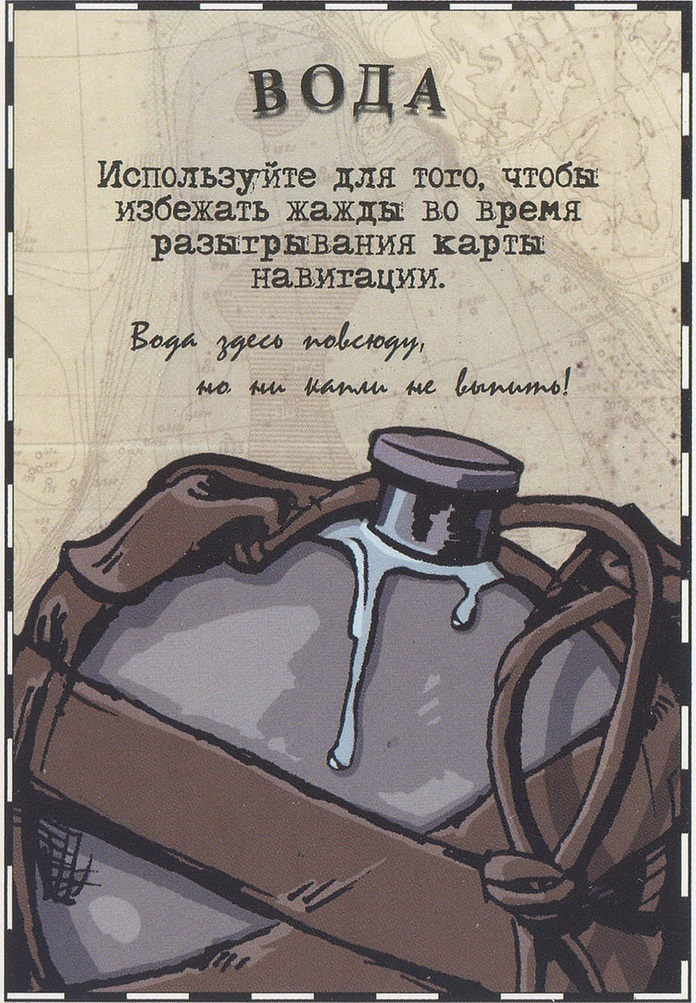 ВОДА
Используйте для того, чтобы
избежать жажды во время
разыгрывания карты
навигации.
Вода здесь повсюду,
но ни капли не выпить!